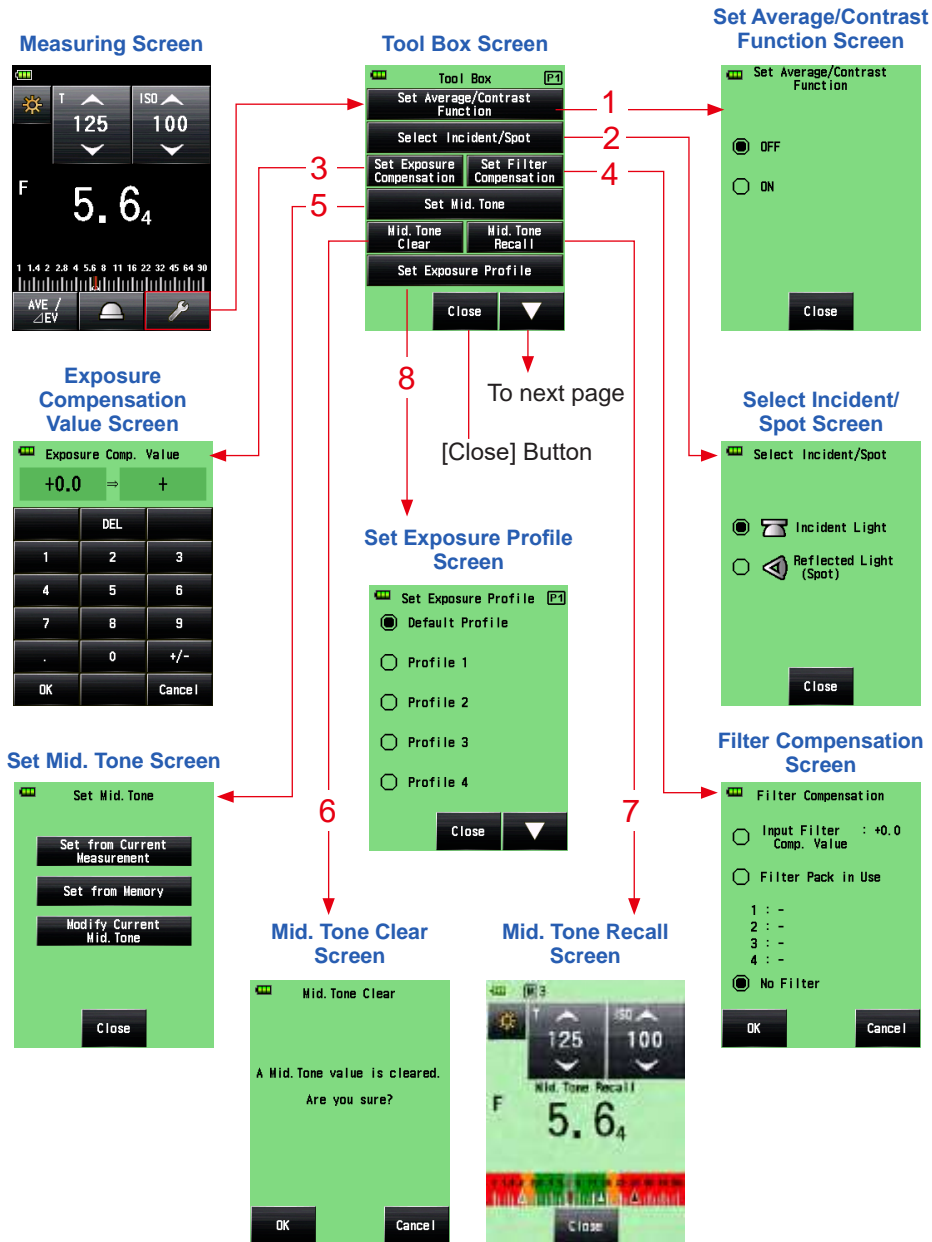 Set Average/Contrast
Function Screen
Measuring Screen
Tool Box Screen
T
ISO
125
100
F
5.6₄
1 1.4 2 2.8 4 5.6 8 11 16 22 32 45 64 90
AVE /
⊿EV
Tool Box
P1
Set Average/Contrast
Function
Select Incident/Spot
Set Exposure
Compensation
Set Filter
Compensation
Set Mid. Tone
Mid. Tone
Clear
Mid. Tone
Recall
Set Exposure Profile
Close
1
2
3
4
5
6
7
8
To next page
[Close] Button
Set Average/Contrast
Function
OFF
ON
Close
Exposure
Compensation
Value Screen
Exposure Comp. Value
+0.0 ⇒ +
DEL
1 2 3
4 5 6
7 8 9
. 0 +/-
OK Cancel
Select Incident/
Spot Screen
Select Incident/Spot
Incident Light
Reflected Light
(Spot)
Close
Set Exposure Profile
Screen
Set Exposure Profile P1
Default Profile
Profile 1
Profile 2
Profile 3
Profile 4
Close
Set Mid. Tone Screen
Set Mid. Tone
Set from Current
Measurement
Set from Memory
Modify Current
Mid. Tone
Close
Filter Compensation
Screen
Filter Compensation
Input Filter : +0.0
Comp. Value
Filter Pack in Use
1 : -
2 : -
3 : -
4 : -
No Filter
OK Cancel
Mid. Tone Clear
Screen
Mid. Tone Clear
A Mid. Tone value is cleared.
Are you sure?
OK Cancel
Mid. Tone Recall
Screen
M 3
T
ISO
125
100
Mid. Tone Recall
F
5.6₄
Close